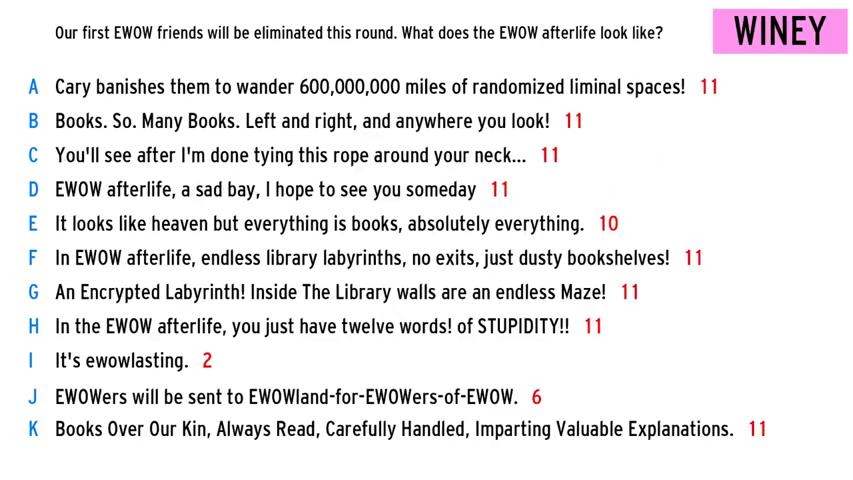 Our first EWOW friends will be eliminated this round. What does the EWOW afterlife look like?
WINEY
A Cary banishes them to wander 600,000,000 miles of randomized liminal spaces! 11
B Books. So. Many Books. Left and right, and anywhere you look! 11
C You'll see after I'm done tying this rope around your neck... 11
D EWOW afterlife, a sad bay, I hope to see you someday 11
E It looks like heaven but everything is books, absolutely everything. 10
F In EWOW afterlife, endless library labyrinths, no exits, just dusty bookshelves! 11
G An Encrypted Labyrinth! Inside The Library walls are an endless Maze! 11
H In the EWOW afterlife, you just have twelve words! of STUPIDITY!! 11
I It's ewowlasting. 2
J EWOWers will be sent to EWOWland-for-EWOWers-of-EWOW. 6
K Books Over Our Kin, Always Read, Carefully Handled, Imparting Valuable Explanations. 11